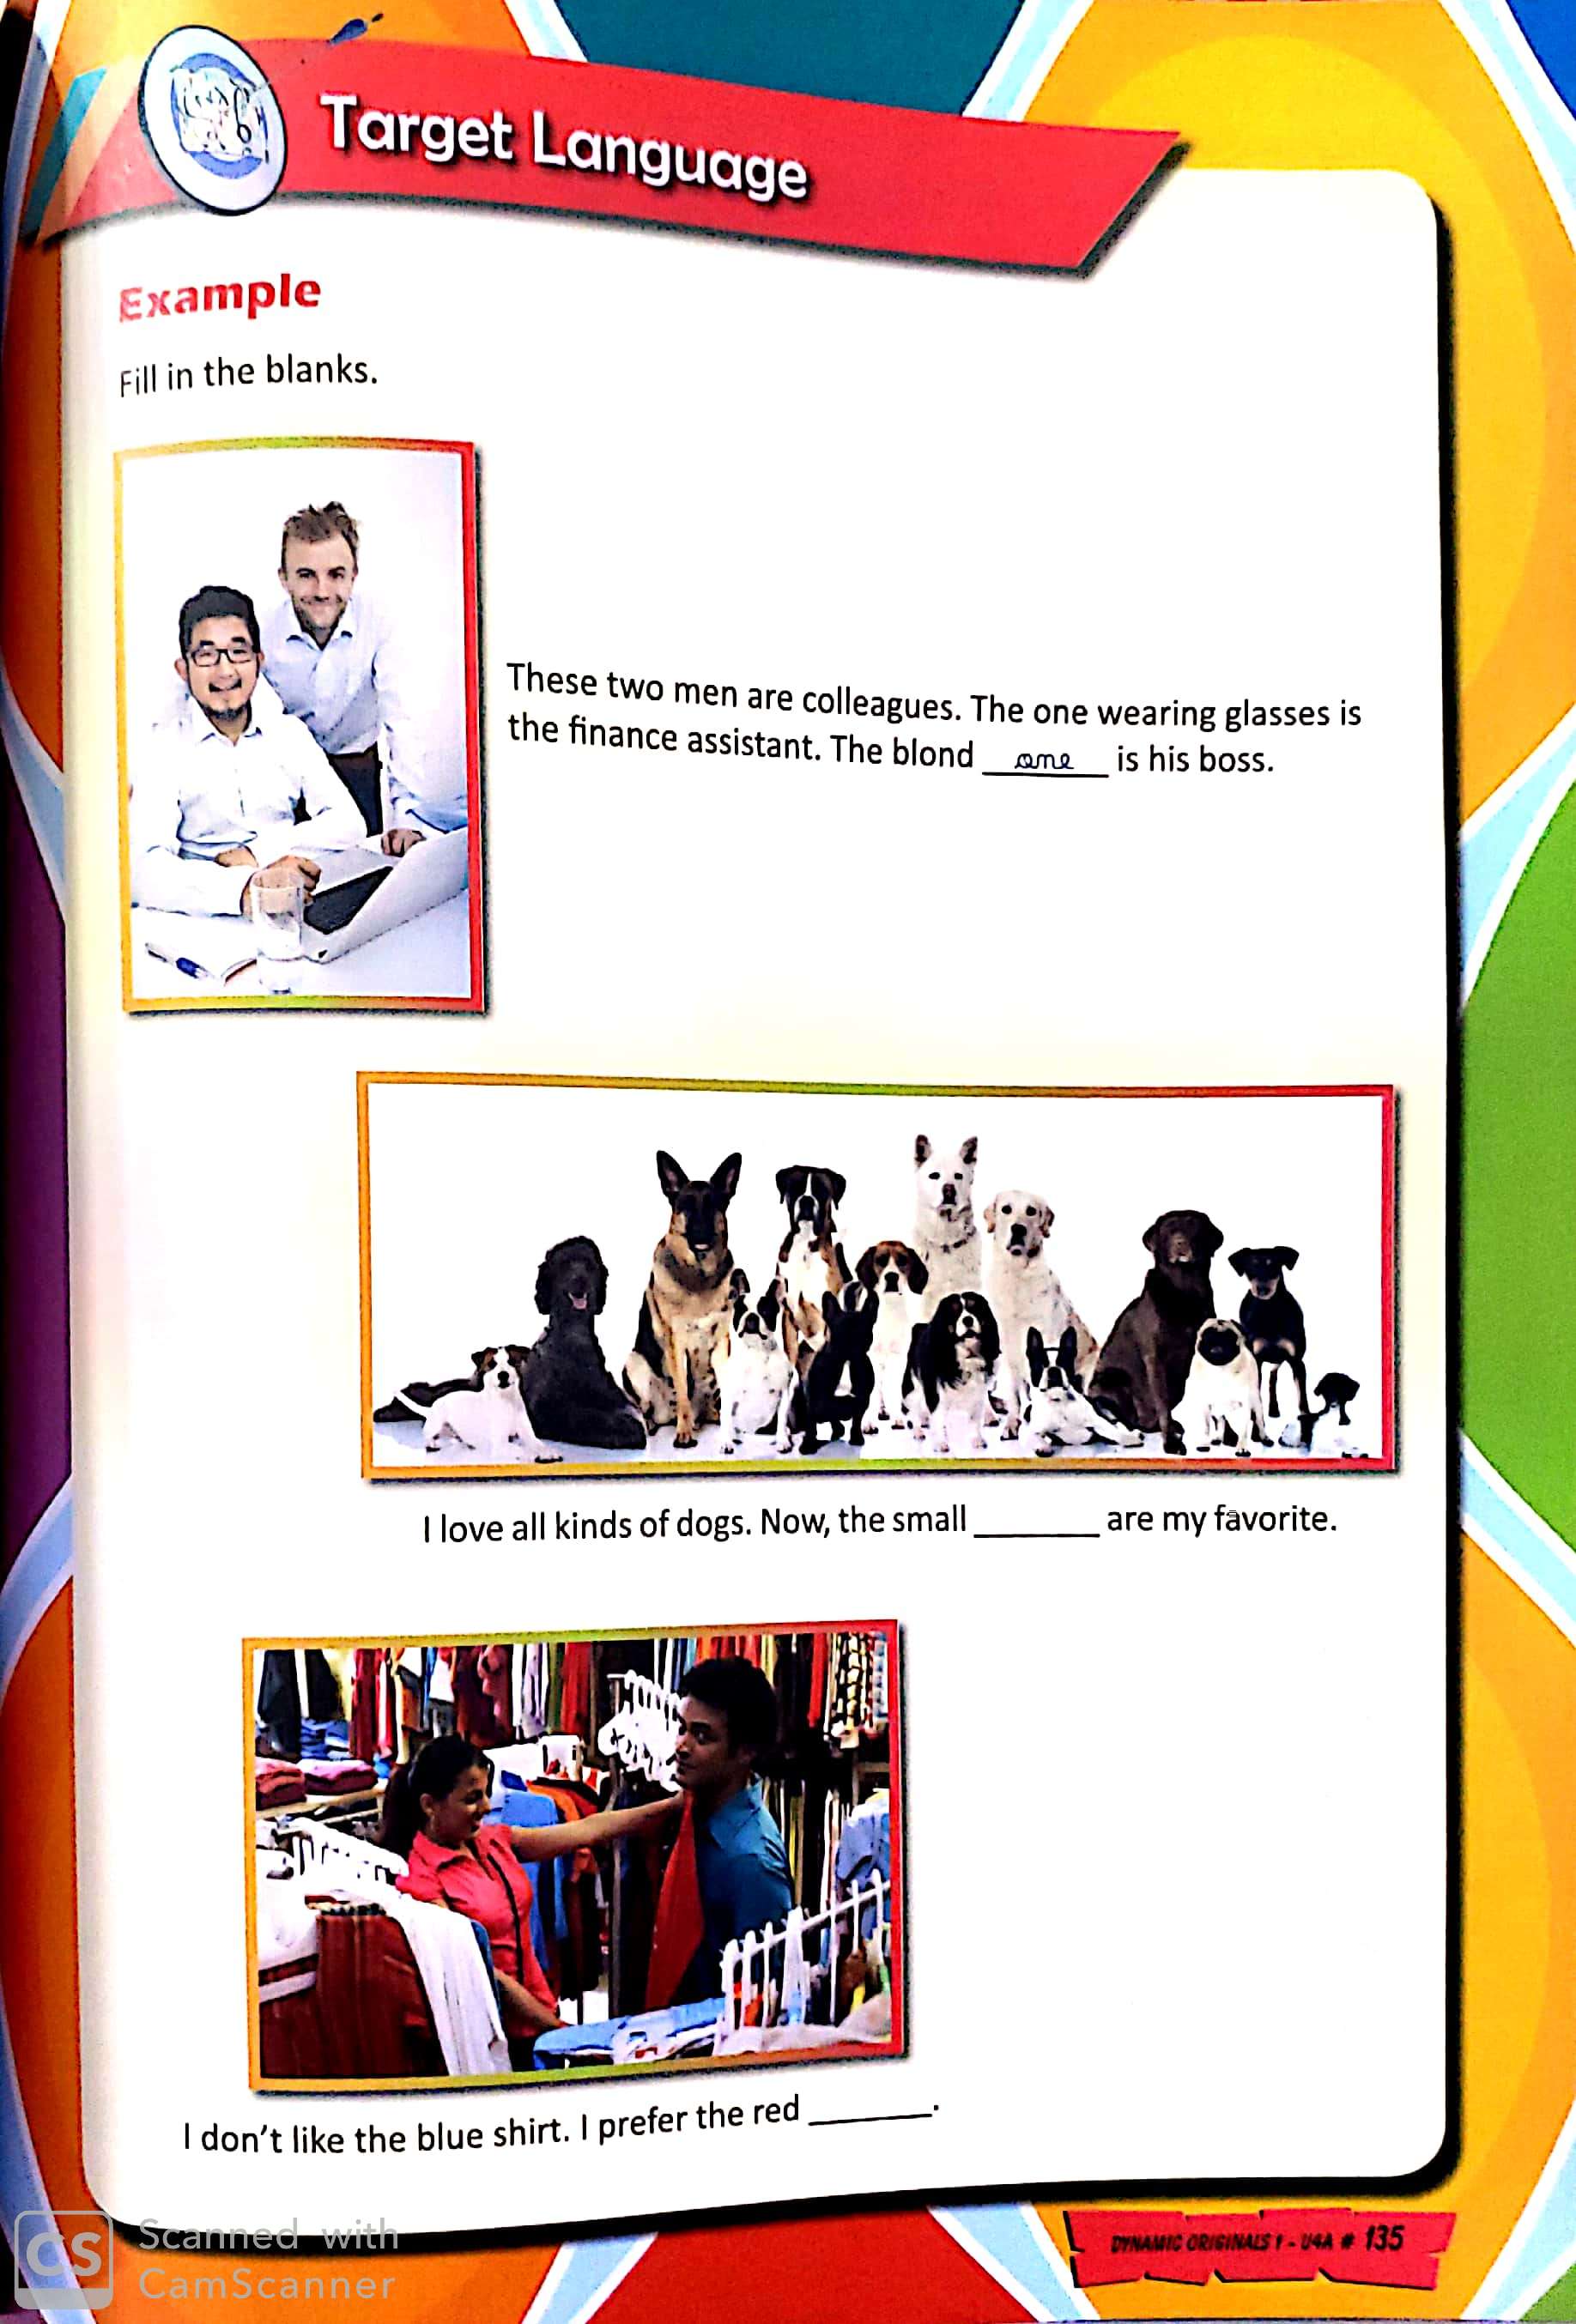 Target Language
Example
Fill in the blanks.
These two men are colleagues. The one wearing glasses is
the finance assistant. The blond one is his boss.
I love all kinds of dogs. Now, the small _______ are my favorite.
I don't like the blue shirt. I prefer the red _______.
DYNAMIC ORIGINALS 1 - U4A # 135
CS
Scanned with
CamScanner